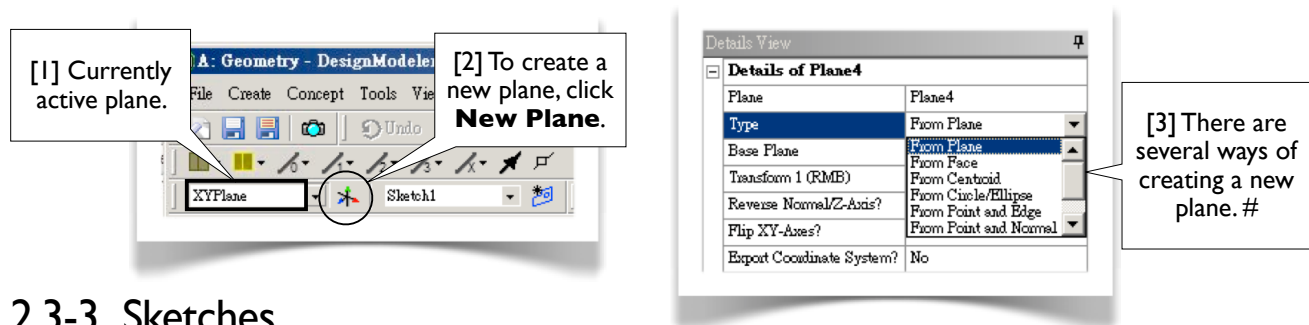 [1] Currently
active plane.
A: Geometry - DesignModeler
File Create Concept Tools
Undo
XYPlane
Sketch1
[2] To create a
new plane, click
New Plane.
Details View
Details of Plane4
Plane Plane4
Type From Plane
Base Plane From Plane
From Face
Transform 1 (RMB) From Centroid
From Circle/Ellipse
Reverse Normal/Z-Axis? From Point and Edge
Flip XY-Axes? From Point and Normal
Export Coordinate System? No
[3] There are
several ways of
creating a new
plane. #
2.3-3 Sketches